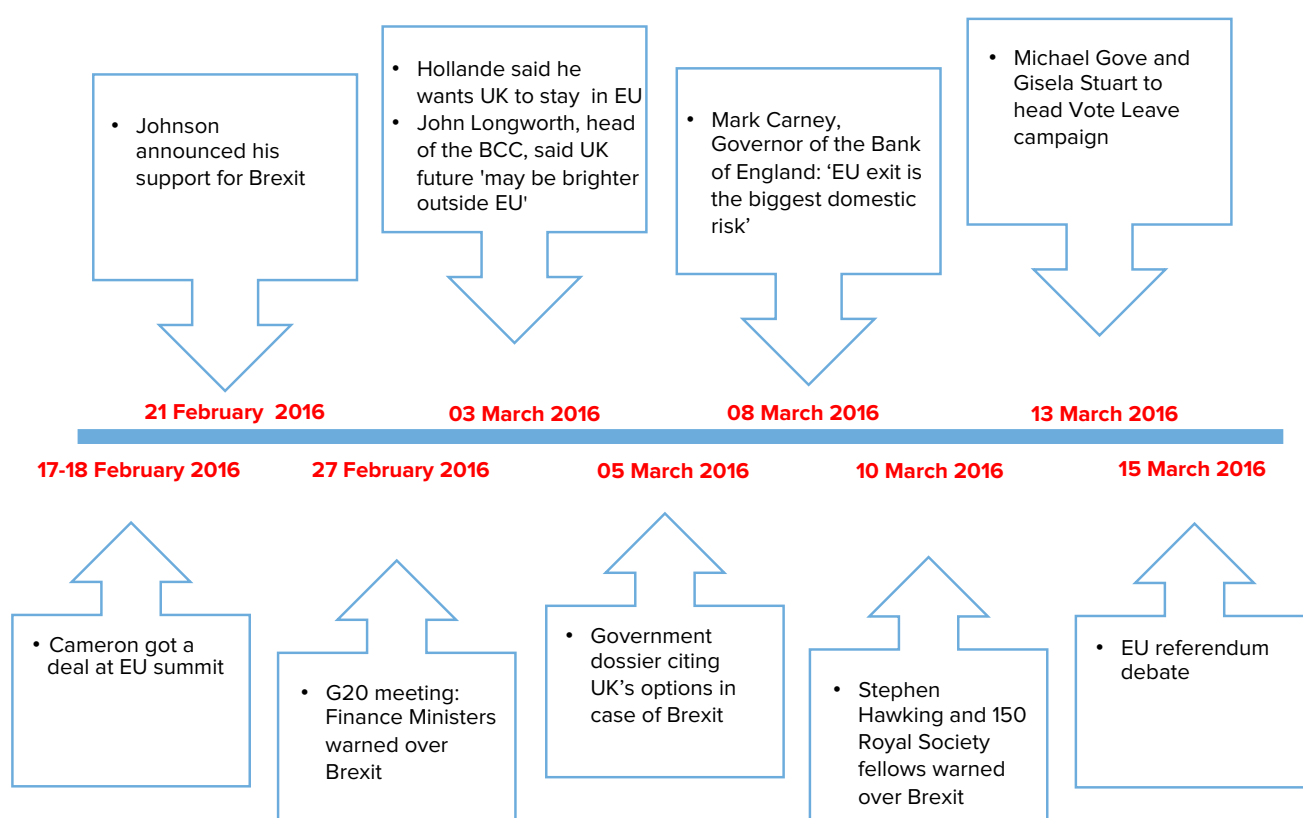 • Johnson
announced his
support for Brexit
• Hollande said he
wants UK to stay in EU
• John Longworth, head
of the BCC, said UK
future 'may be brighter
outside EU'
• Mark Carney,
Governor of the Bank
of England: ‘EU exit is
the biggest domestic
risk’
• Michael Gove and
Gisela Stuart to
head Vote Leave
campaign
21 February 2016
03 March 2016
08 March 2016
13 March 2016
17-18 February 2016
27 February 2016
05 March 2016
10 March 2016
15 March 2016
• Cameron got a
deal at EU summit
• G20 meeting:
Finance Ministers
warned over
Brexit
• Government
dossier citing
UK’s options in
case of Brexit
• Stephen
Hawking and 150
Royal Society
fellows warned
over Brexit
• EU referendum
debate